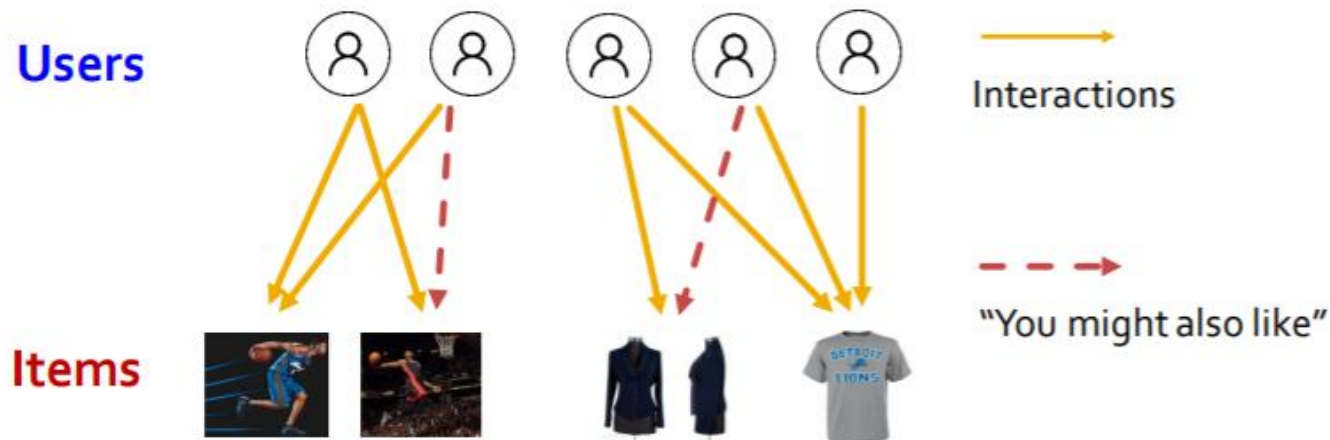 Users
Interactions
“You might also like”
Items
DETROIT
LIONS